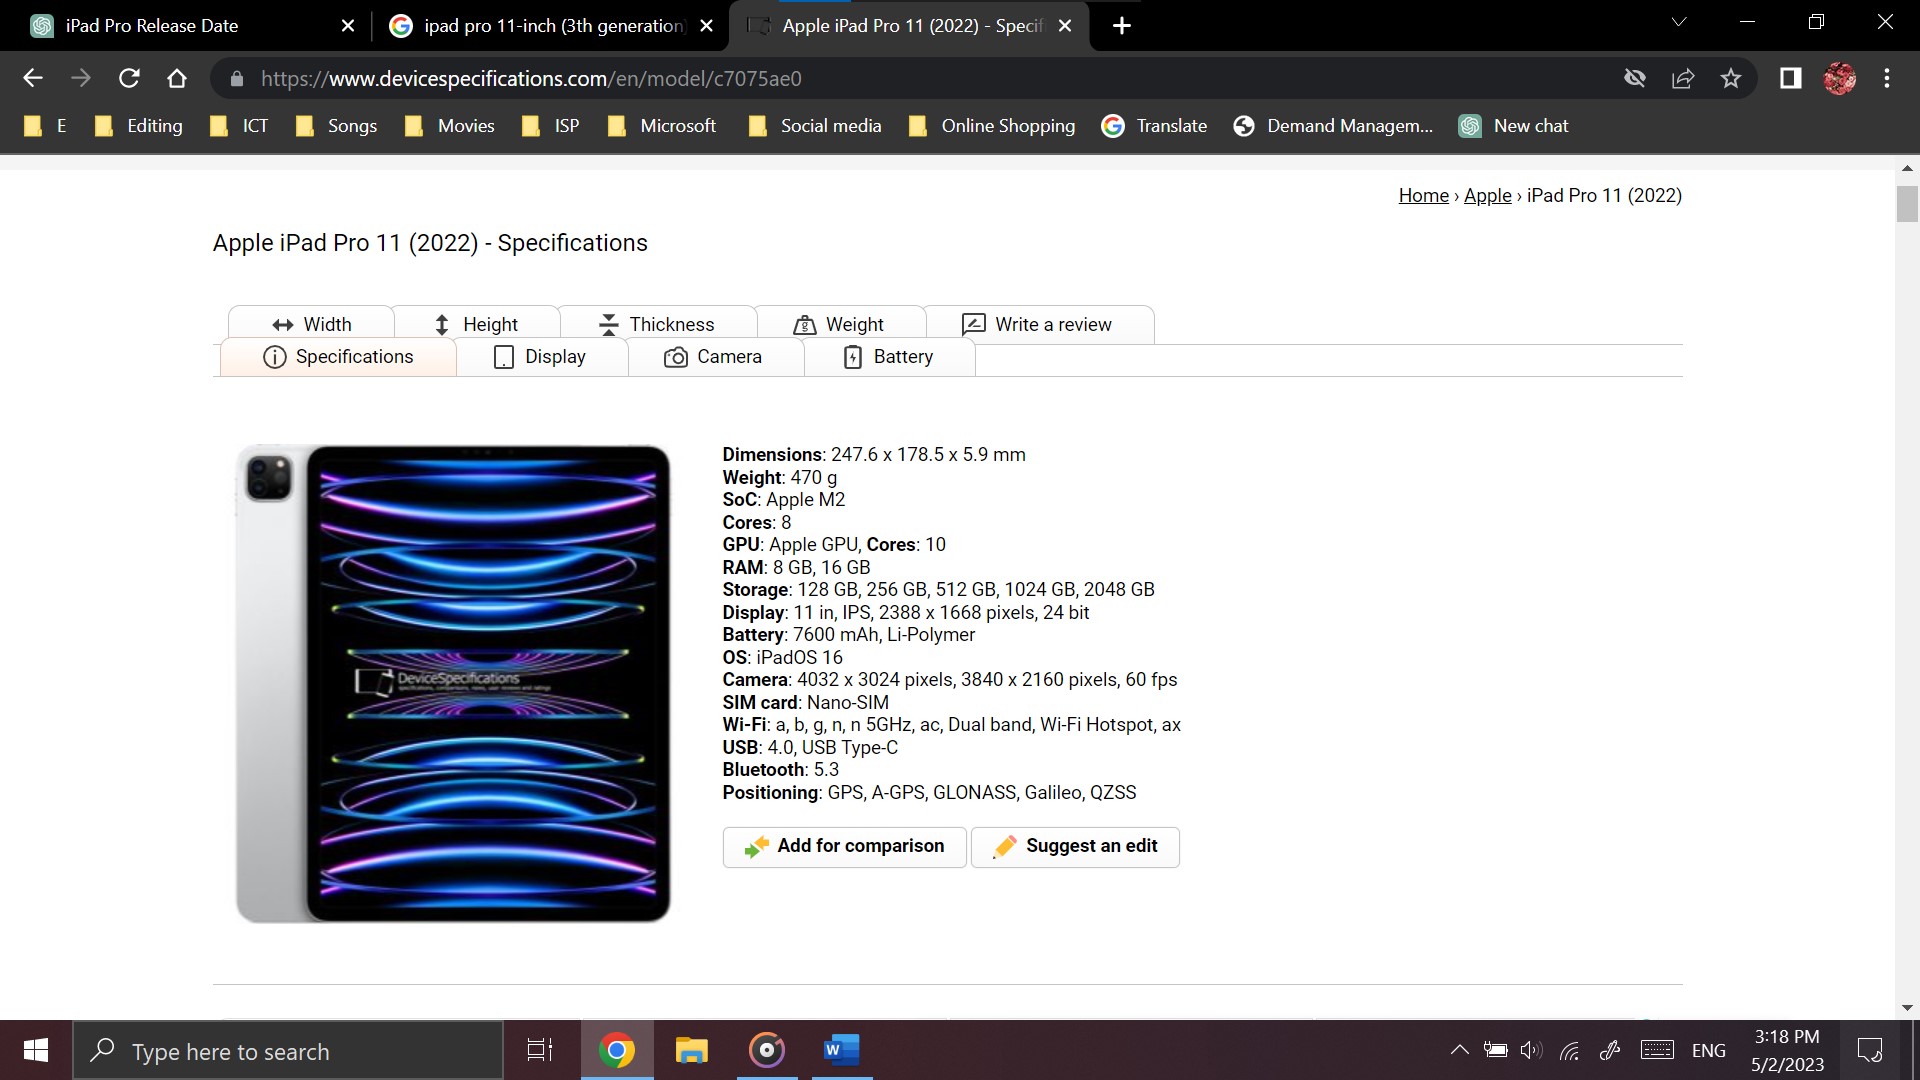 iPad Pro Release Date
ipad pro 11-inch (3th generation)
Apple iPad Pro 11 (2022) - Specif
https://www.devicespecifications.com/en/model/c7075ae0
E
Editing
ICT
Songs
Movies
ISP
Microsoft
Social media
Online Shopping
Translate
Demand Managem...
New chat
Home › Apple › iPad Pro 11 (2022)
Apple iPad Pro 11 (2022) - Specifications
Width
Height
Thickness
Weight
Write a review
Specifications
Display
Camera
Battery
Dimensions: 247.6 x 178.5 x 5.9 mm
Weight: 470 g
SoC: Apple M2
Cores: 8
GPU: Apple GPU, Cores: 10
RAM: 8 GB, 16 GB
Storage: 128 GB, 256 GB, 512 GB, 1024 GB, 2048 GB
Display: 11 in, IPS, 2388 x 1668 pixels, 24 bit
Battery: 7600 mAh, Li-Polymer
OS: iPadOS 16
Camera: 4032 x 3024 pixels, 3840 x 2160 pixels, 60 fps
SIM card: Nano-SIM
Wi-Fi: a, b, g, n, n 5GHz, ac, Dual band, Wi-Fi Hotspot, ax
USB: 4.0, USB Type-C
Bluetooth: 5.3
Positioning: GPS, A-GPS, GLONASS, Galileo, QZSS
DeviceSpecifications
Add for comparison
Suggest an edit
Type here to search
W
ENG
3:18 PM
5/2/2023